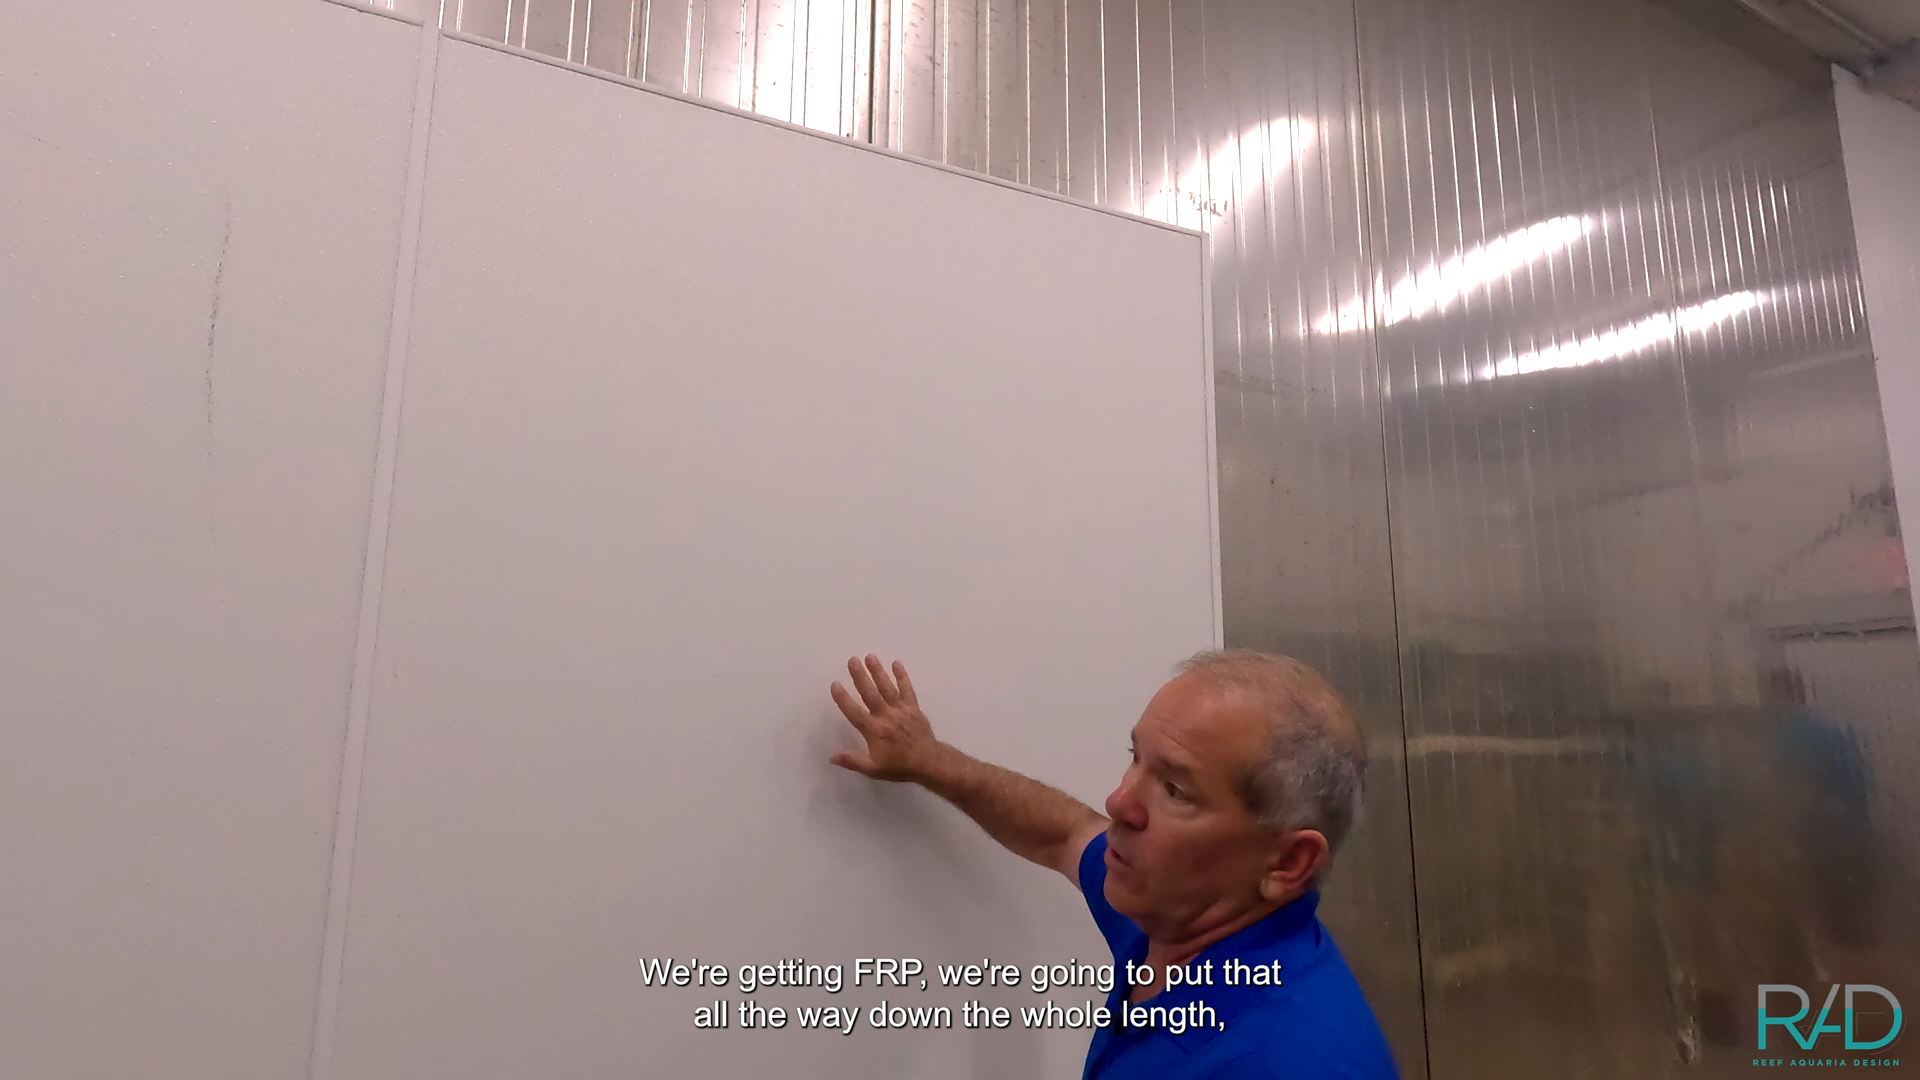 We're getting FRP, we're going to put that
all the way down the whole length,
RAD
REEF AQUARIA DESIGN